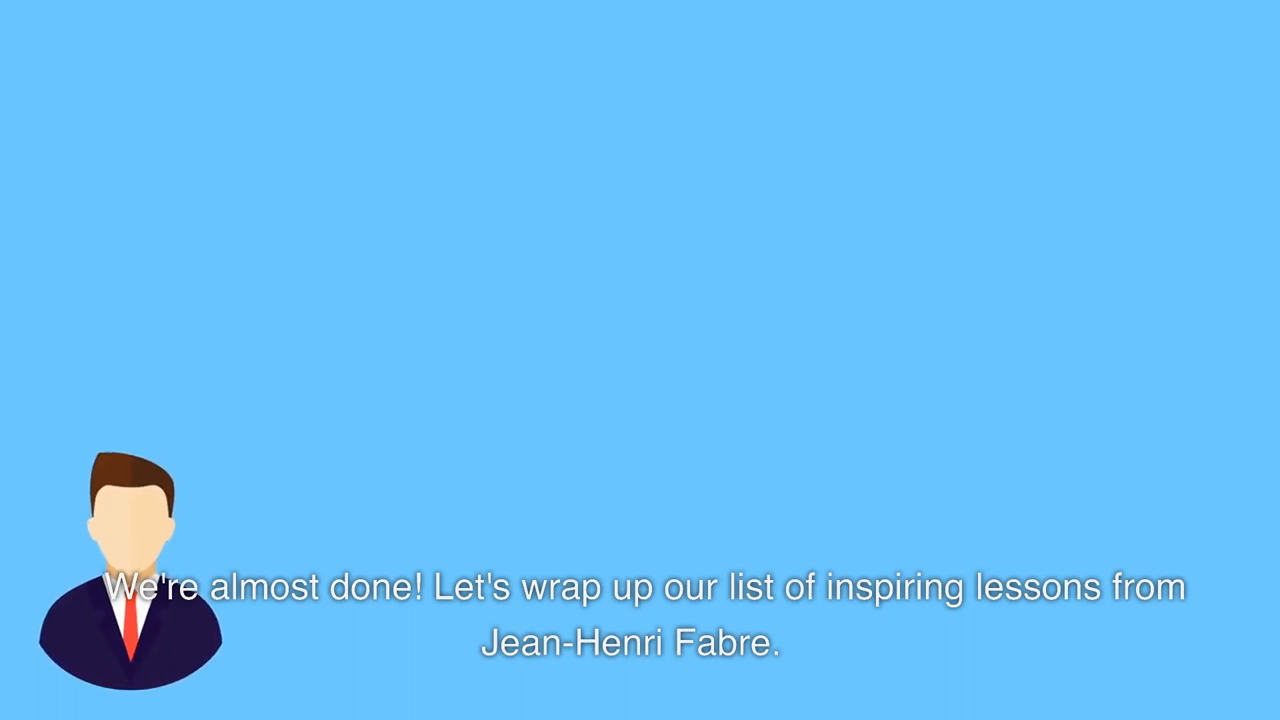 We're almost done! Let's wrap up our list of inspiring lessons from
Jean-Henri Fabre.